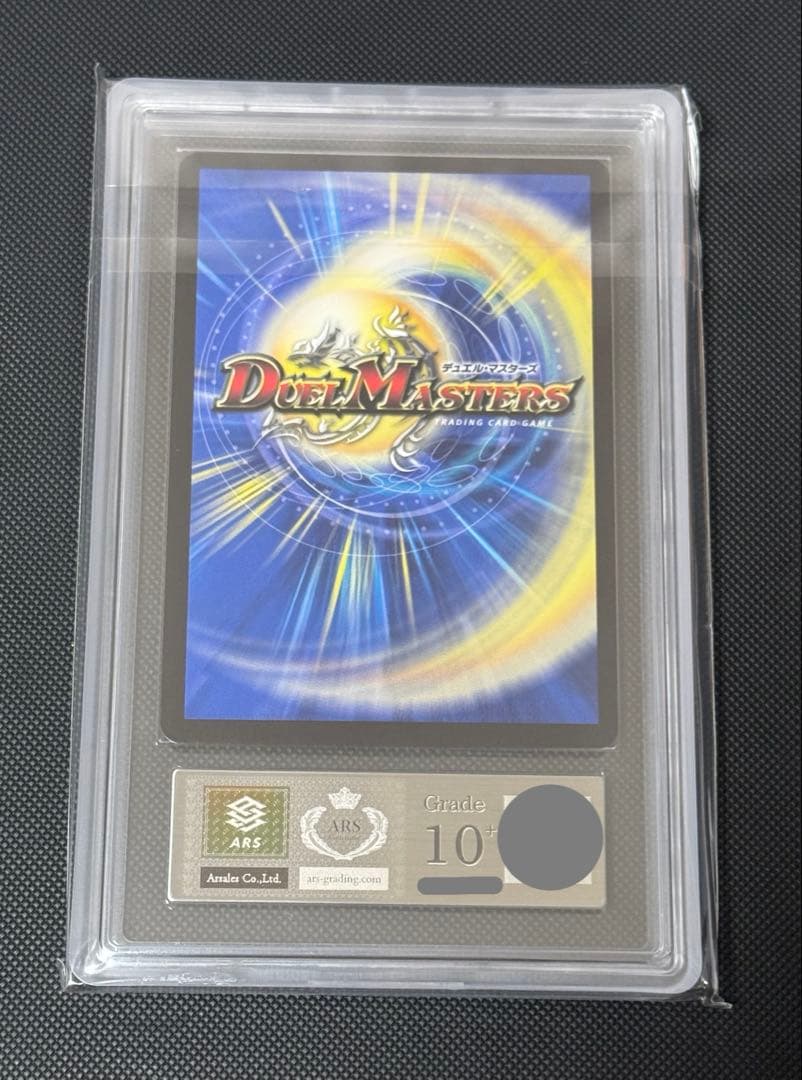 デュエル・マスターズ
DUEL MASTERS
TRADING CARD GAME
ARS
Arsales Co.,Ltd.
ARS
ars-grading.com
Grade
10+